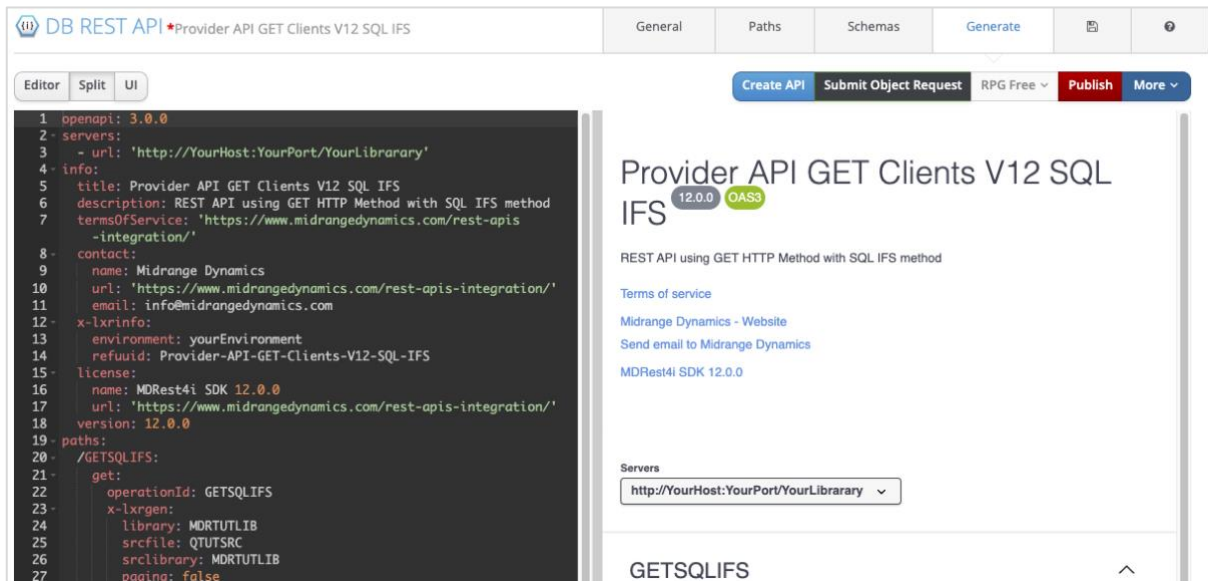 DB REST API *Provider API GET Clients V12 SQL IFS
General Paths Schemas Generate
Editor Split UI
Create API Submit Object Request RPG Free Publish More
1 openapi: 3.0.0
2 servers:
3 - url: 'http://YourHost:YourPort/YourLibrarary'
4 info:
5 title: Provider API GET Clients V12 SQL IFS
6 description: REST API using GET HTTP Method with SQL IFS method
7 termsOfService: 'https://www.midrangedynamics.com/rest-apis
-integration/'
8 contact:
9 name: Midrange Dynamics
10 url: 'https://www.midrangedynamics.com/rest-apis-integration/'
11 email: info@midrangedynamics.com
12 x-lxrinfo:
13 environment: yourEnvironment
14 refuuid: Provider-API-GET-Clients-V12-SQL-IFS
15 license:
16 name: MDRest4i SDK 12.0.0
17 url: 'https://www.midrangedynamics.com/rest-apis-integration/'
18 version: 12.0.0
19 paths:
20 /GETSQLIFS:
21 get:
22 operationId: GETSQLIFS
23 x-lxrgen:
24 library: MDRTUTLIB
25 srcfile: QTUTSRC
26 srclibrary: MDRTUTLIB
27 paging: false
Provider API GET Clients V12 SQL
IFS 12.0.0 OAS3
REST API using GET HTTP Method with SQL IFS method
Terms of service
Midrange Dynamics - Website
Send email to Midrange Dynamics
MDRest4i SDK 12.0.0
Servers
http://YourHost:YourPort/YourLibrarary
GETSQLIFS